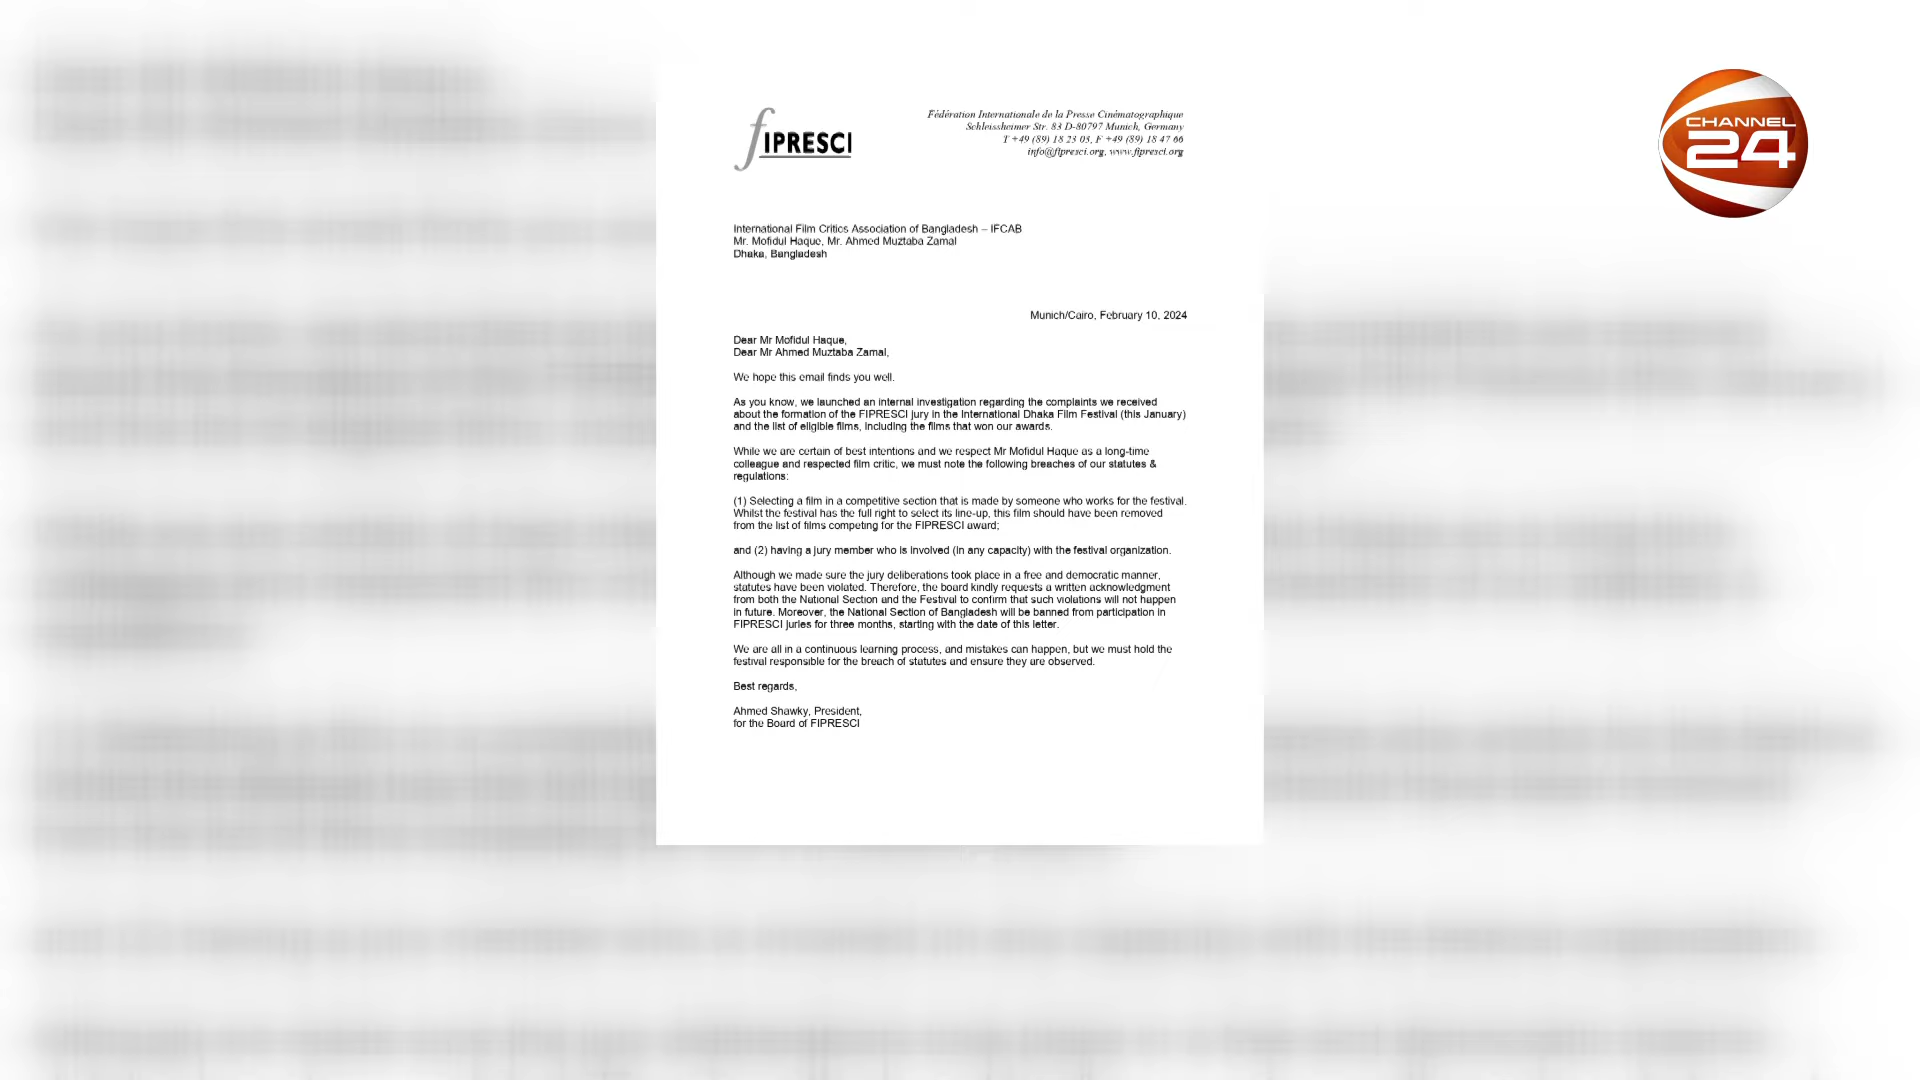 CHANNEL
24
fIPRESCI
Fédération Internationale de la Presse Cinématographique
Schleissheimer Str. 83 D-80797 Munich, Germany
T +49 (89) 18 23 03, F +49 (89) 18 47 66
info@fipresci.org, www.fipresci.org
International Film Critics Association of Bangladesh – IFCAB
Mr. Mofidul Haque, Mr. Ahmed Muztaba Zamal
Dhaka, Bangladesh
Munich/Cairo, February 10, 2024
Dear Mr Mofidul Haque,
Dear Mr Ahmed Muztaba Zamal,
We hope this email finds you well.
As you know, we launched an internal investigation regarding the complaints we received
about the formation of the FIPRESCI jury in the International Dhaka Film Festival (this January)
and the list of eligible films, including the films that won our awards.
While we are certain of best intentions and we respect Mr Mofidul Haque as a long-time
colleague and respected film critic, we must note the following breaches of our statutes &
regulations:
(1) Selecting a film in a competitive section that is made by someone who works for the festival.
Whilst the festival has the full right to select its line-up, this film should have been removed
from the list of films competing for the FIPRESCI award;
and (2) having a jury member who is involved (in any capacity) with the festival organization.
Although we made sure the jury deliberations took place in a free and democratic manner,
statutes have been violated. Therefore, the board kindly requests a written acknowledgment
from both the National Section and the Festival to confirm that such violations will not happen
in future. Moreover, the National Section of Bangladesh will be banned from participation in
FIPRESCI juries for three months, starting with the date of this letter.
We are all in a continuous learning process, and mistakes can happen, but we must hold the
festival responsible for the breach of statutes and ensure they are observed.
Best regards,
Ahmed Shawky, President,
for the Board of FIPRESCI